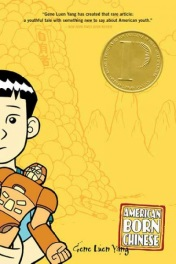 "Gene Luen Yang has created that rare article:
a youthful tale with something new to say about American youth."
P
AMERICAN
BORN
CHINESE
Gene Luen Yang